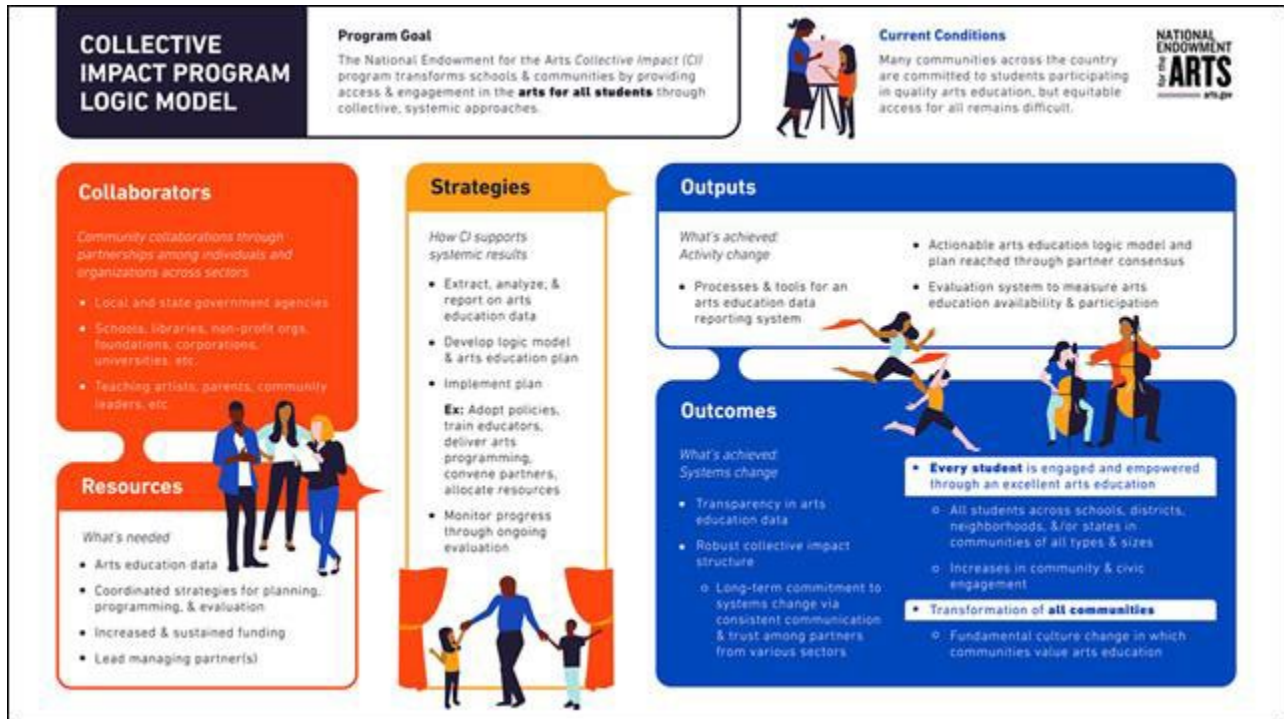 COLLECTIVE
IMPACT PROGRAM
LOGIC MODEL
Program Goal
The National Endowment for the Arts Collective Impact (CI)
program transforms schools & communities by providing
access & engagement in the arts for all students through
collective, systemic approaches.
Current Conditions
Many communities across the country
are committed to students participating
in quality arts education, but equitable
access for all remains difficult.
NATIONAL
ENDOWMENT
for the ARTS
arts.gov
Collaborators
Community collaborations through
partnerships among individuals and
organizations across sectors
• Local and state government agencies
• Schools, libraries, non-profit orgs,
foundations, corporations,
universities, etc.
• Teaching artists, parents, community
leaders, etc
Resources
What's needed
• Arts education data
• Coordinated strategies for planning,
programming, & evaluation
• Increased & sustained funding
• Lead managing partner(s)
Strategies
How CI supports
systemic results
• Extract, analyze, &
report on arts
education data
• Develop logic model
& arts education plan
• Implement plan
Ex: Adopt policies,
train educators,
deliver arts
programming,
convene partners,
allocate resources
• Monitor progress
through ongoing
evaluation
Outputs
What's achieved:
Activity change
• Processes & tools for an
arts education data
reporting system
• Actionable arts education logic model and
plan reached through partner consensus
• Evaluation system to measure arts
education availability & participation
Outcomes
What's achieved:
Systems change
• Transparency in arts
education data
• Robust collective impact
structure
○ Long-term commitment to
systems change via
consistent communication
& trust among partners
from various sectors
• Every student is engaged and empowered
through an excellent arts education
○ All students across schools, districts,
neighborhoods, &/or states in
communities of all types & sizes
○ Increases in community & civic
engagement
• Transformation of all communities
○ Fundamental culture change in which
communities value arts education